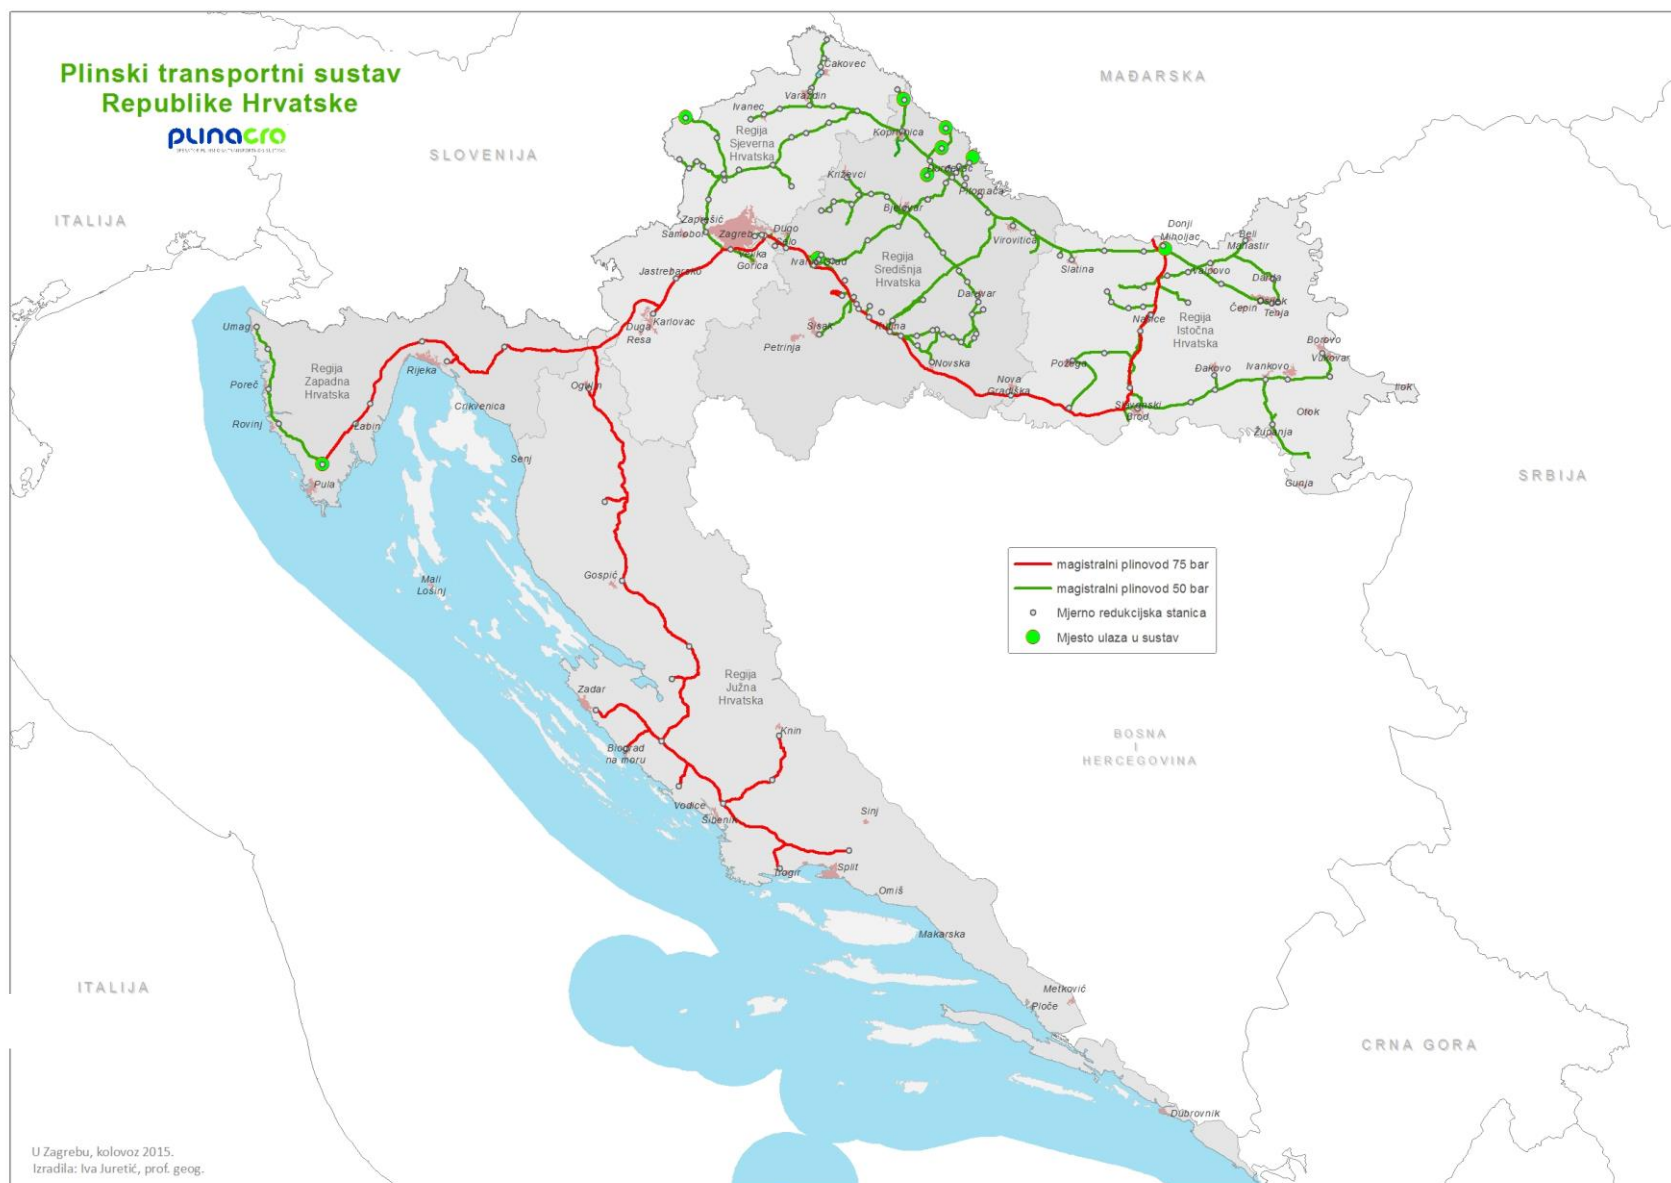 Plinski transportni sustav
Republike Hrvatske
plinacro
MAĐARSKA
SLOVENIJA
ITALIJA
Čakovec
Varaždin
Ivanec
Regija
Sjeverna
Hrvatska
Koprivnica
Križevci
Pitomača
Bjelovar
Zaprešić
Samobor
Zagreb
Dugo
Selo
Velika
Gorica
Ivanić Grad
Virovitica
Donji
Miholjac
Beli
Manastir
Slatina
Valpovo
Darda
Osijek
Čepin
Tenja
Jastrebarsko
Regija
Središnja
Hrvatska
Daruvar
Našice
Regija
Istočna
Hrvatska
Karlovac
Duga
Resa
Petrinja
Sisak
Kutina
Novska
Nova
Gradiška
Požega
Slavonski
Brod
Đakovo
Ivankovo
Borovo
Vukovar
Ilok
Otok
Županja
Gunja
Umag
Poreč
Rovinj
Regija
Zapadna
Hrvatska
Labin
Pula
Rijeka
Crikvenica
Ogulin
Senj
SRBIJA
Mali
Lošinj
Gospić
magistralni plinovod 75 bar
magistralni plinovod 50 bar
Mjerno redukcijska stanica
Mjesto ulaza u sustav
Zadar
Regija
Južna
Hrvatska
Biograd
na moru
Knin
BOSNA
I
HERCEGOVINA
Vodice
Šibenik
Sinj
Trogir
Split
Omiš
Makarska
Metković
Ploče
ITALIJA
CRNA GORA
Dubrovnik
U Zagrebu, kolovoz 2015.
Izradila: Iva Juretić, prof. geog.